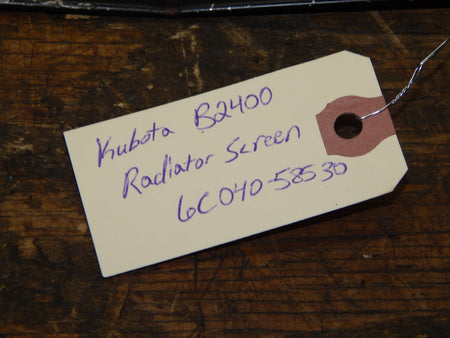 Kubota B2400
Radiator Screen
6C040-58530